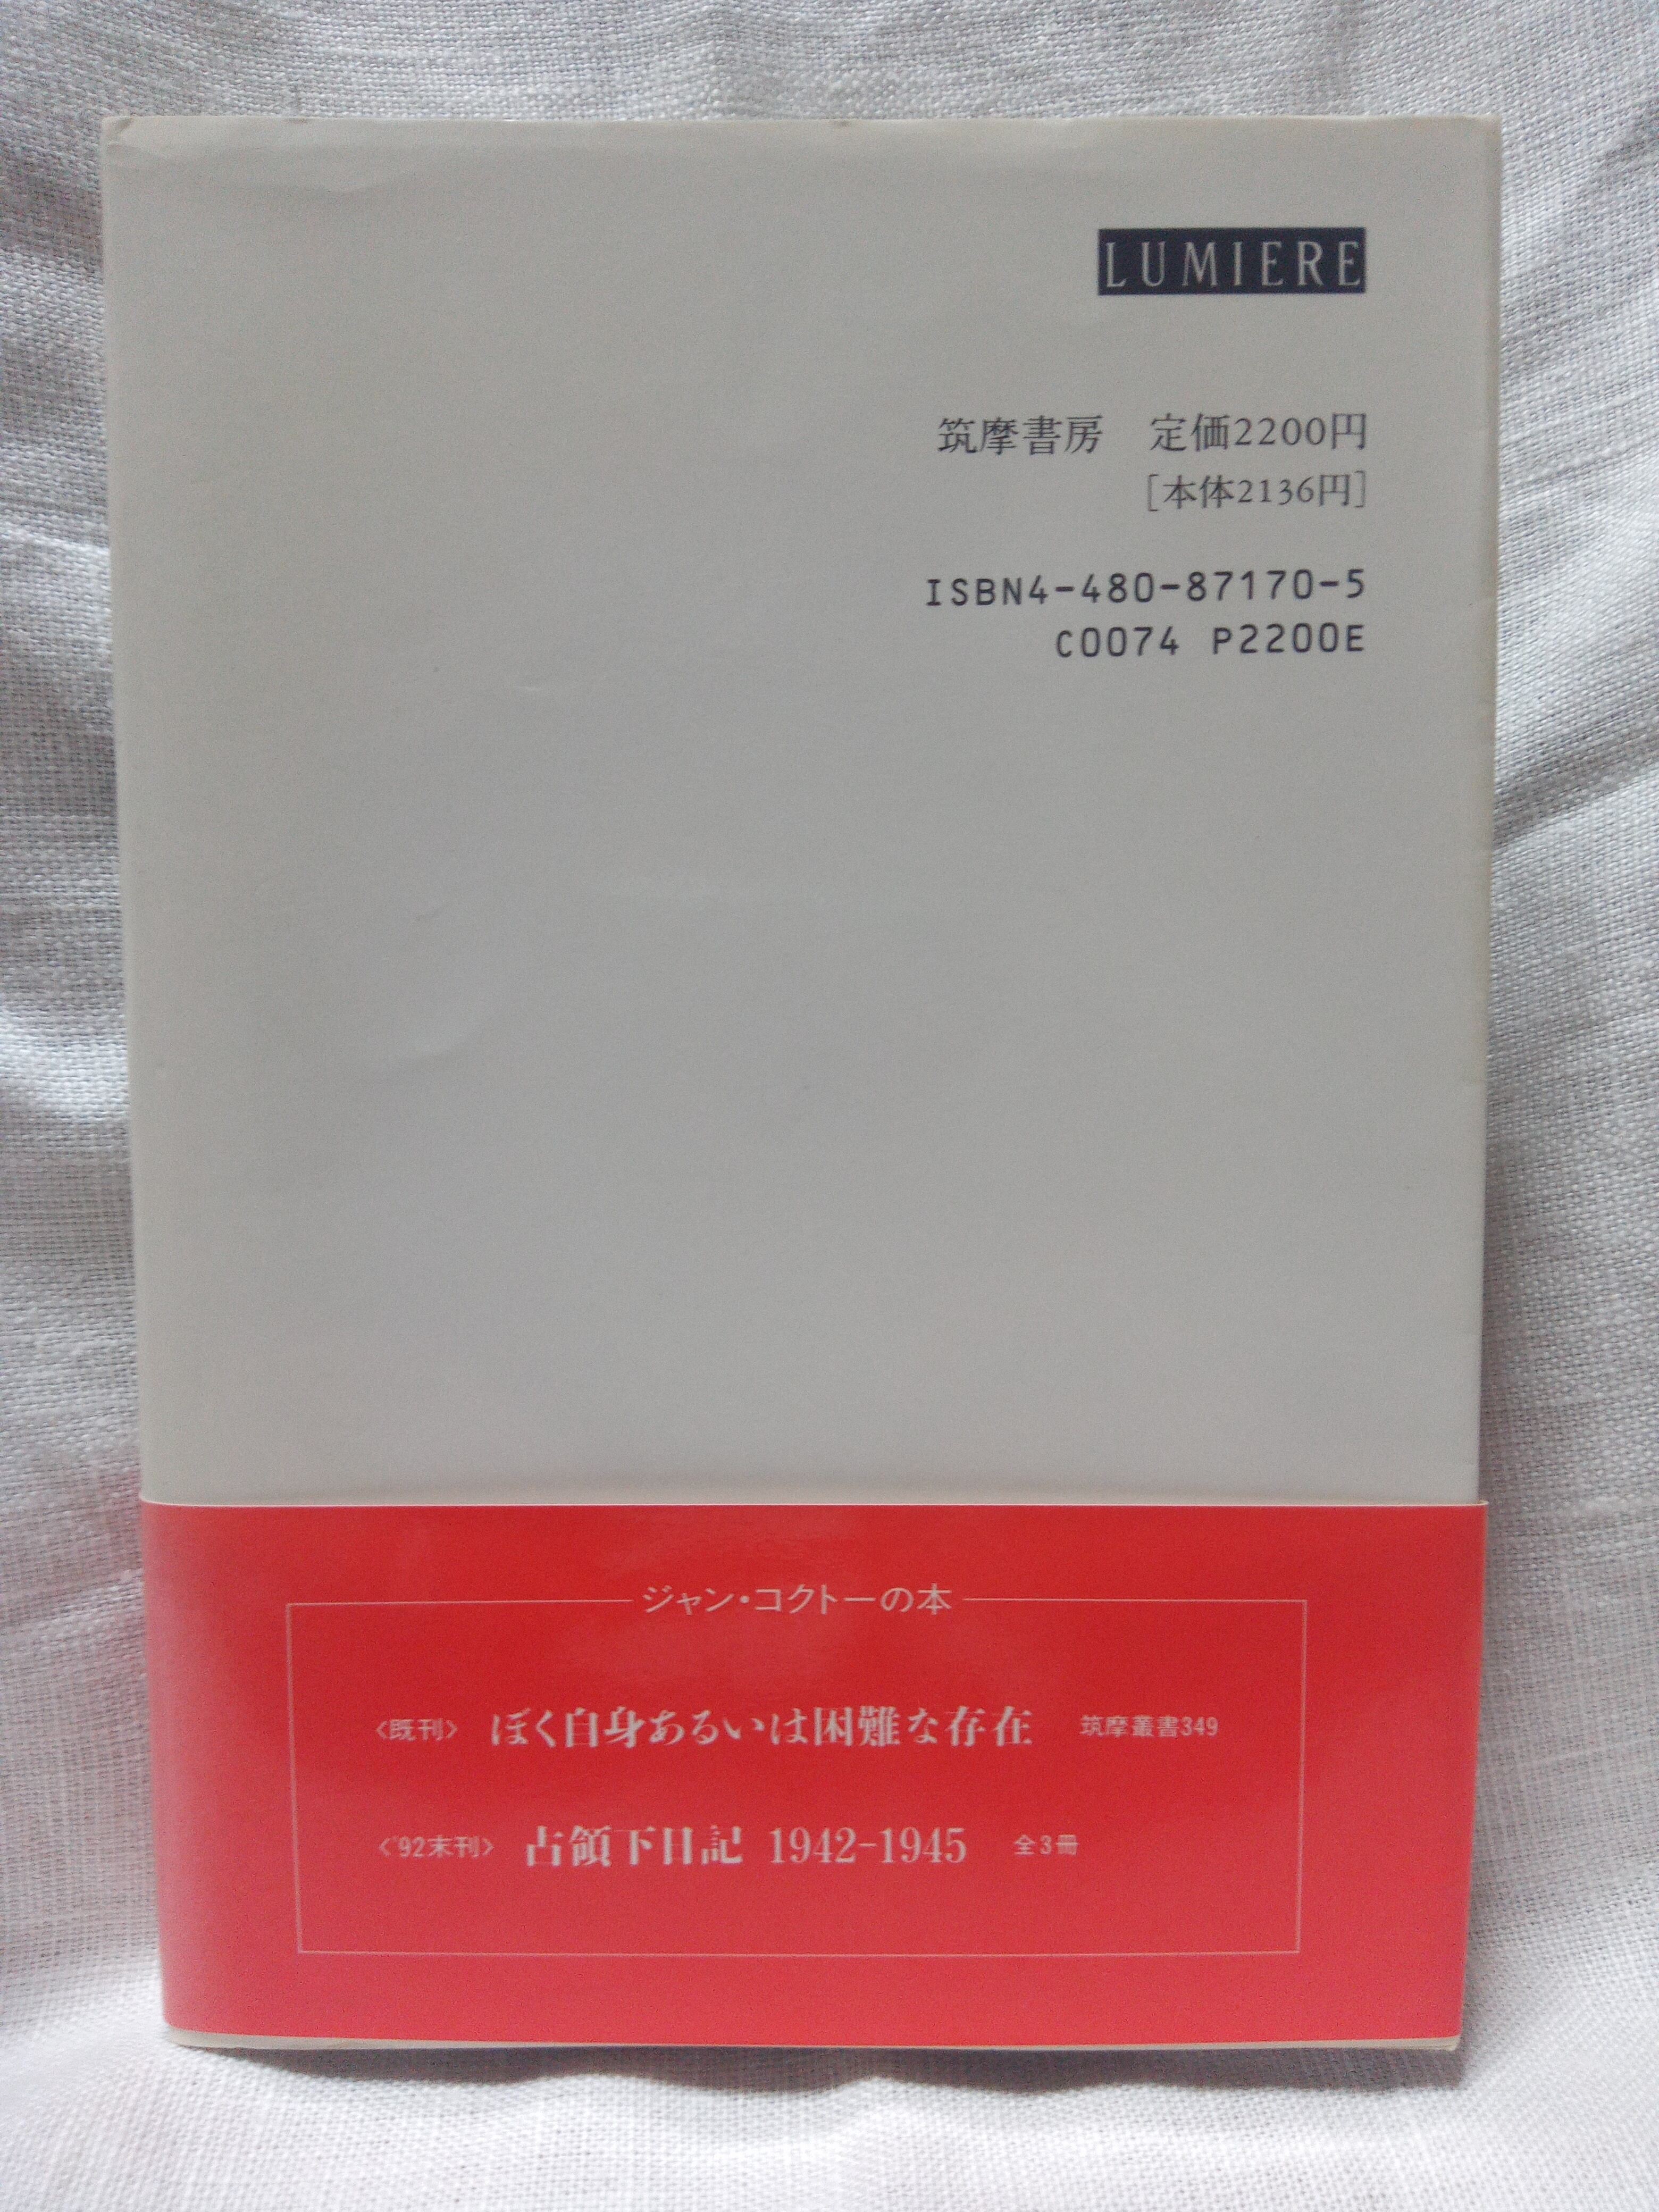 LUMIERE
筑摩書房　定価2200円
[本体2136円]
ISBN4-480-87170-5
C0074 P2200E
ジャン・コクトーの本
〈既刊〉 ぼく自身あるいは困難な存在 筑摩叢書349
〈'92末刊〉 占領下日記 1942-1945 全3冊